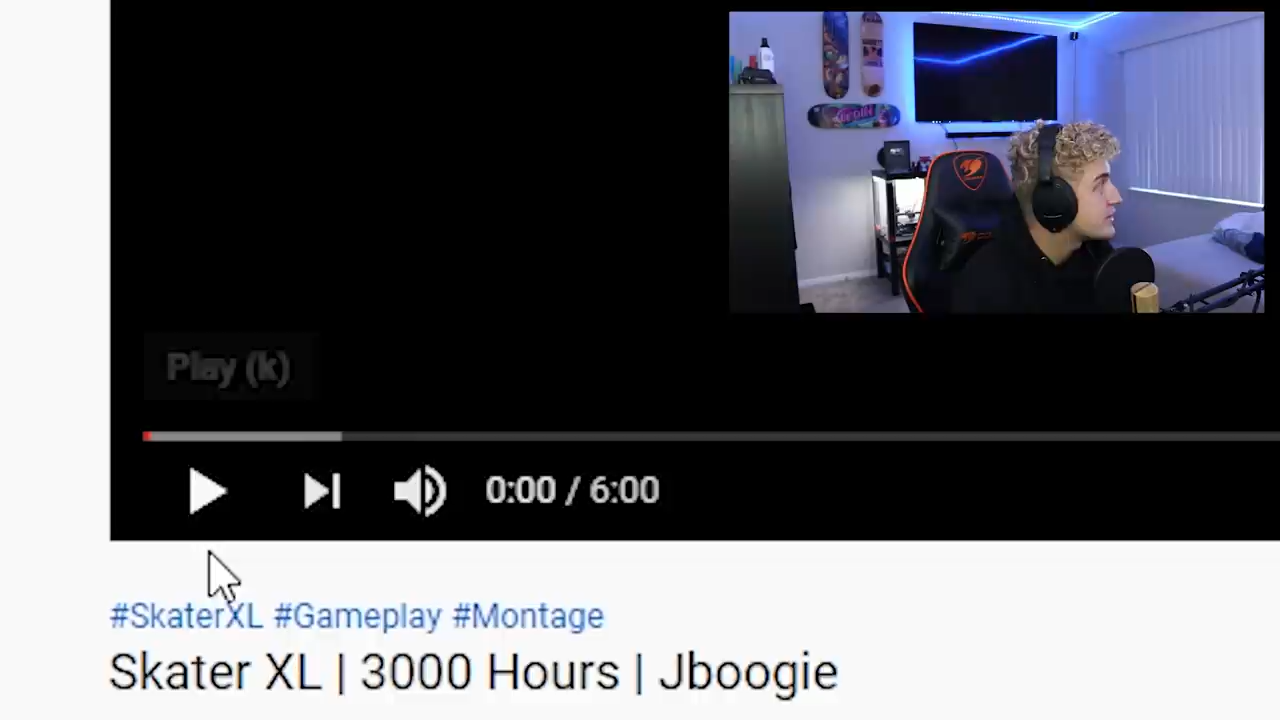 Play (k)
0:00 / 6:00
#SkaterXL #Gameplay #Montage
Skater XL | 3000 Hours | Jboogie